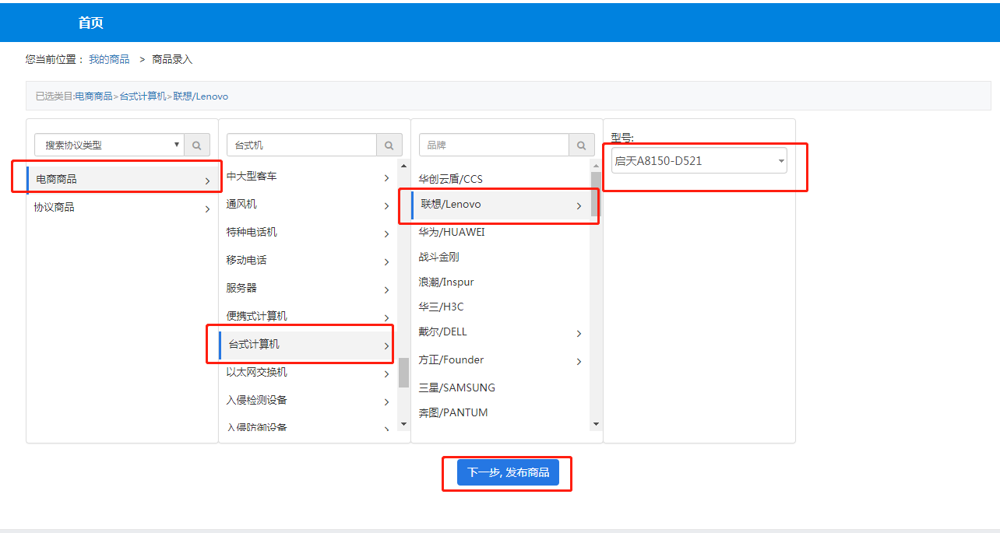 首页
您当前位置： 我的商品 > 商品录入
已选类目:电商商品>台式计算机>联想/Lenovo
搜索协议类型
电商商品
协议商品
台式机
中大型客车
通风机
特种电话机
移动电话
服务器
便携式计算机
台式计算机
以太网交换机
入侵检测设备
入侵防御设备
品牌
华创云盾/CCS
联想/Lenovo
华为/HUAWEI
战斗金刚
浪潮/Inspur
华三/H3C
戴尔/DELL
方正/Founder
三星/SAMSUNG
奔图/PANTUM
型号:
启天A8150-D521
下一步, 发布商品